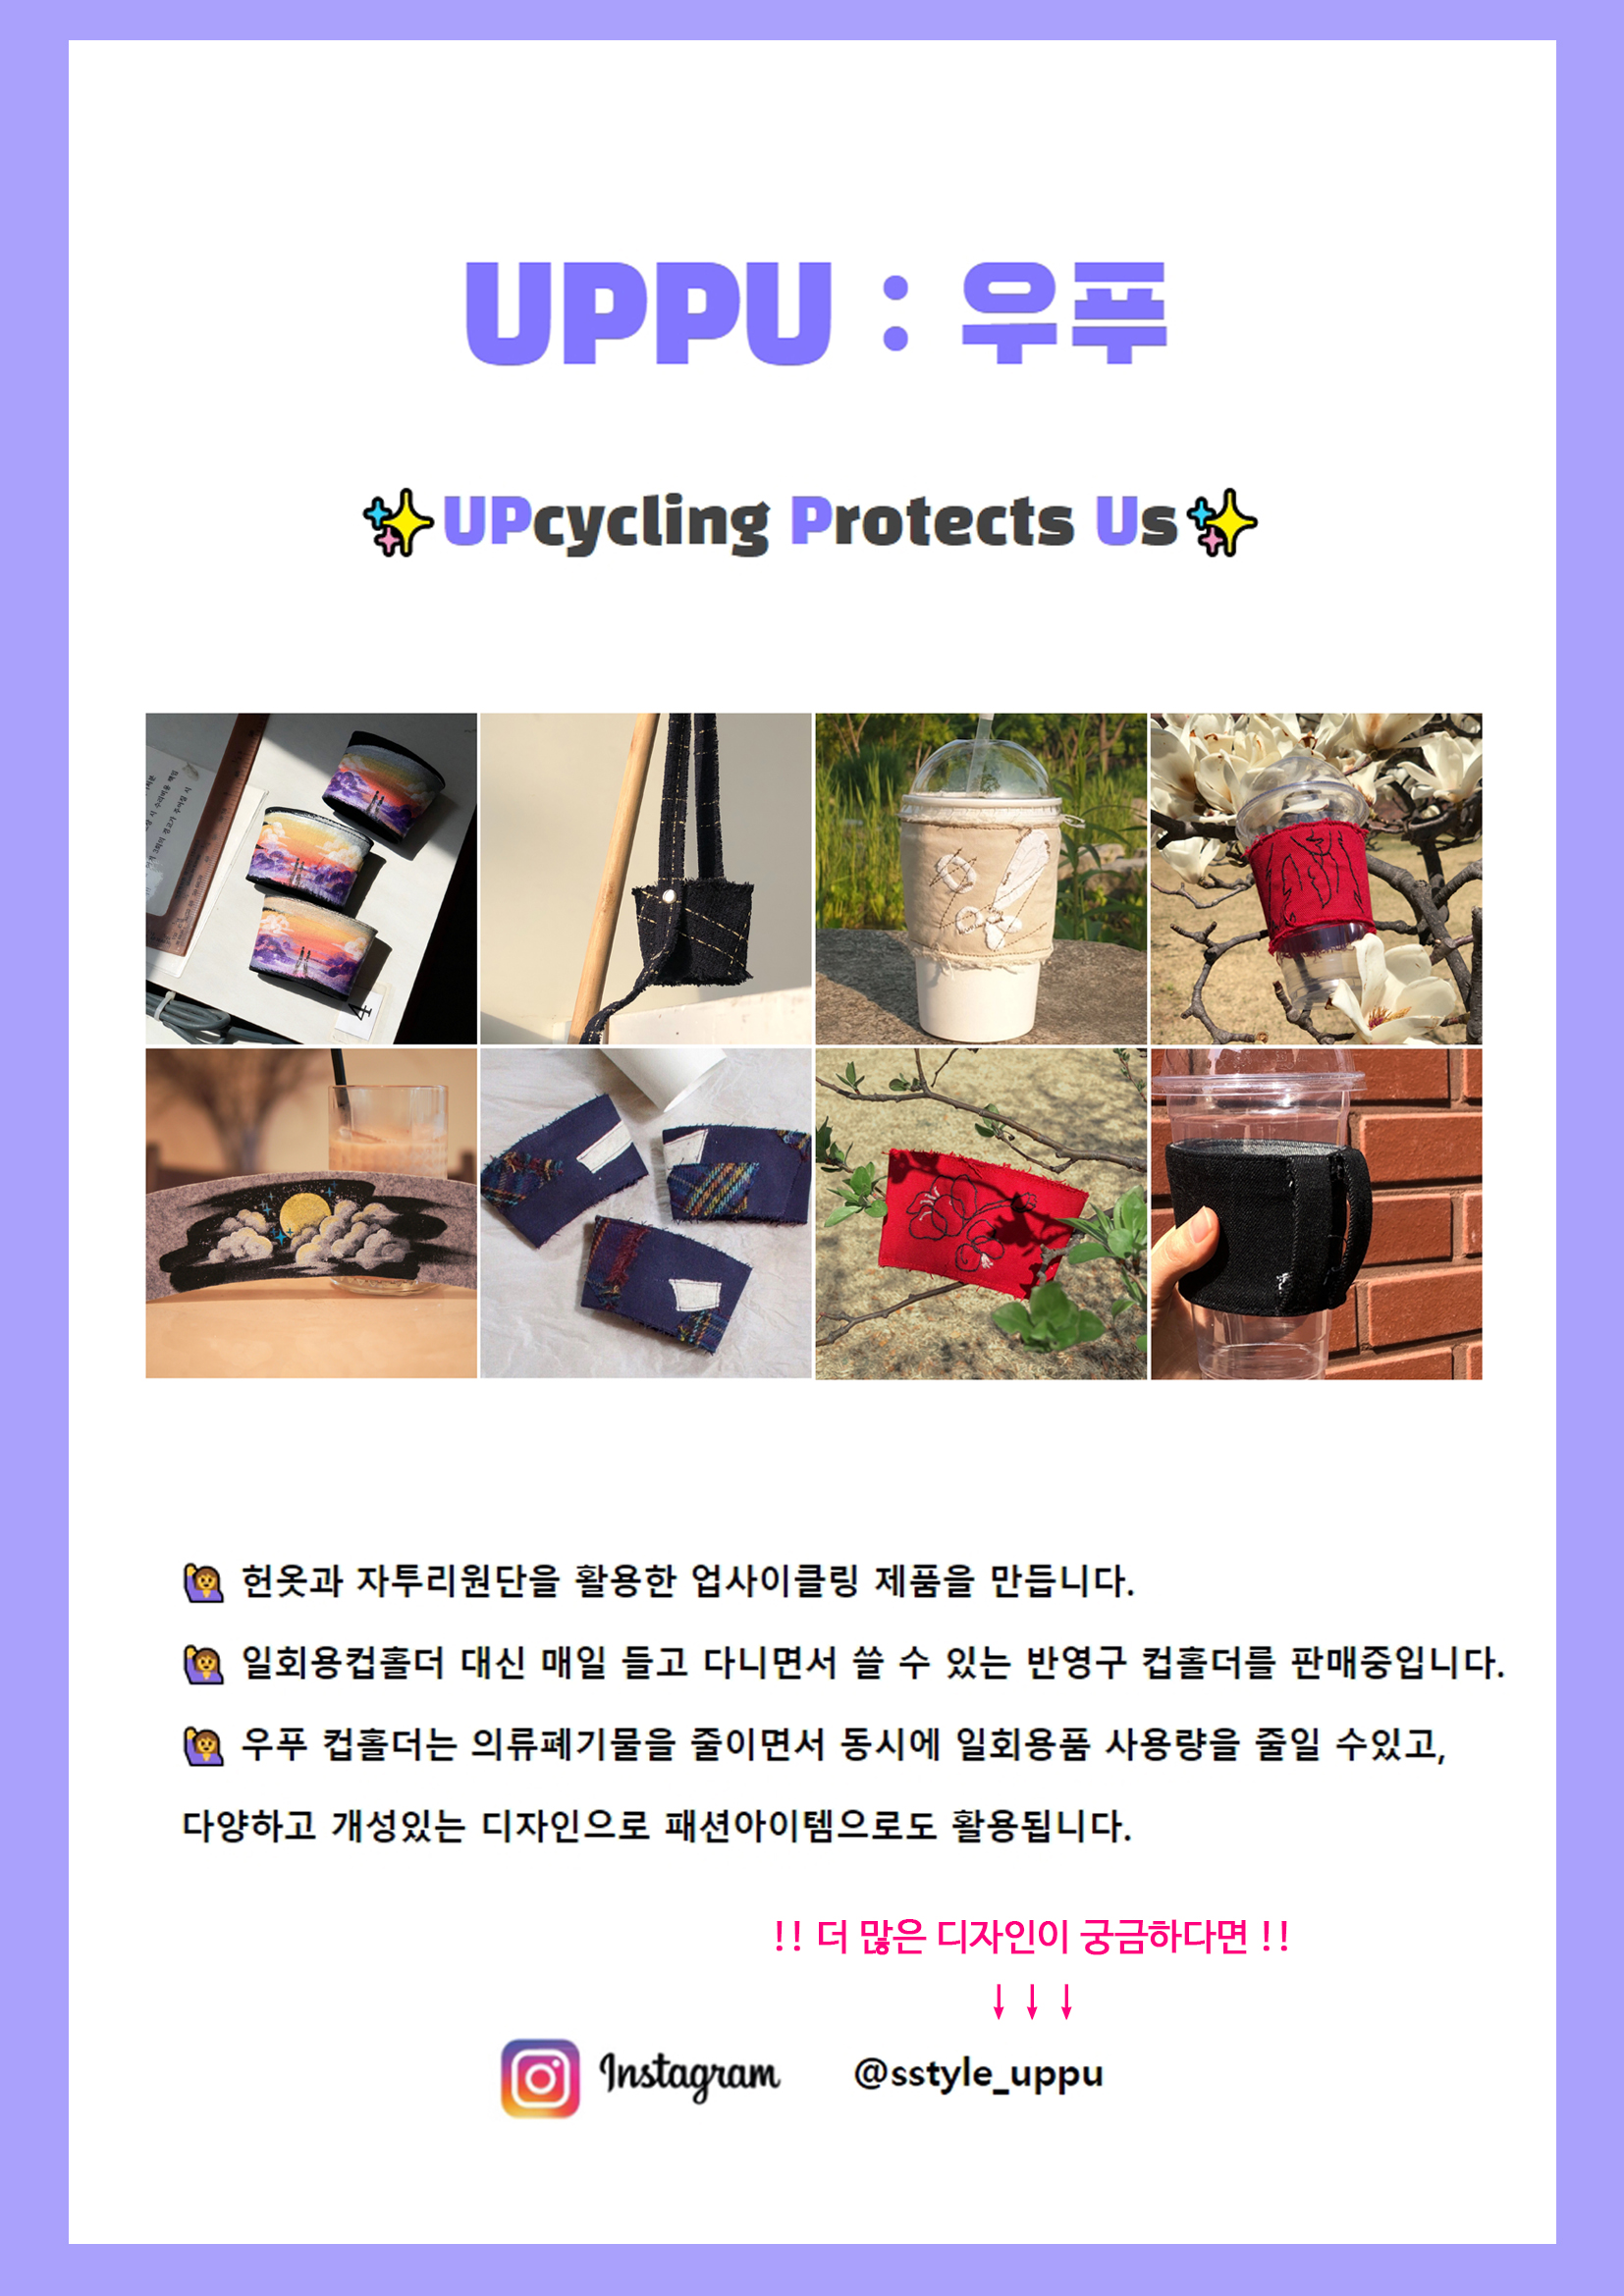 UPPU : 우푸
✨UPcycling Protects Us✨
4
🙋‍♀️ 헌옷과 자투리원단을 활용한 업사이클링 제품을 만듭니다.
🙋‍♀️ 일회용컵홀더 대신 매일 들고 다니면서 쓸 수 있는 반영구 컵홀더를 판매중입니다.
🙋‍♀️ 우푸 컵홀더는 의류폐기물을 줄이면서 동시에 일회용품 사용량을 줄일 수있고,
다양하고 개성있는 디자인으로 패션아이템으로도 활용됩니다.
!! 더 많은 디자인이 궁금하다면 !!
↓ ↓ ↓
Instagram @sstyle_uppu